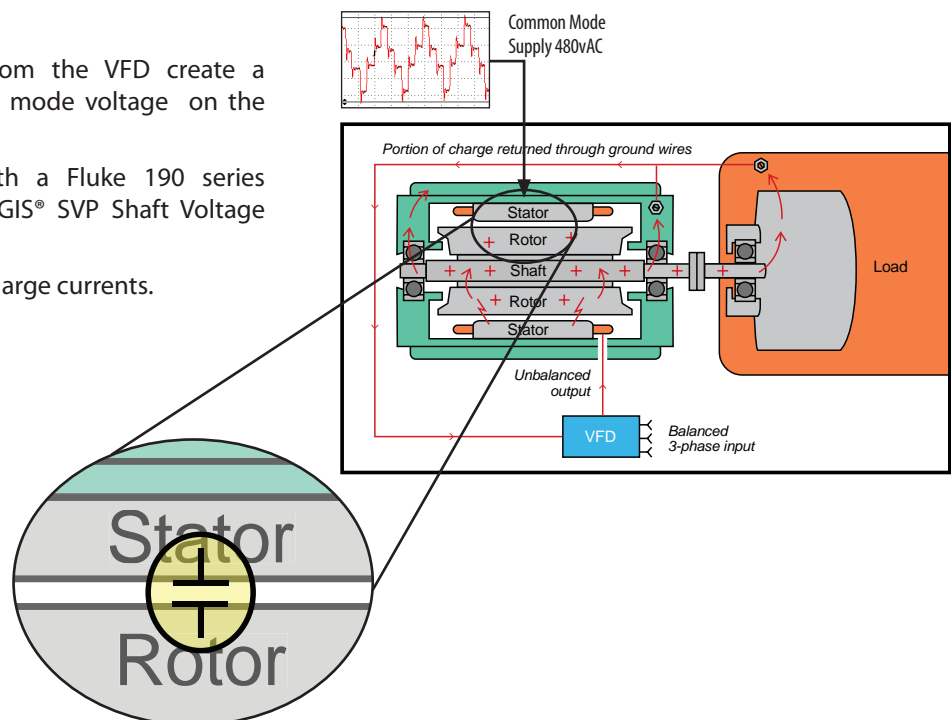 om the VFD create a
mode voltage on the
th a Fluke 190 series
GIS® SVP Shaft Voltage
arge currents.
Common Mode
Supply 480vAC
Portion of charge returned through ground wires
Stator
Rotor
Shaft
Rotor
Stator
Load
Unbalanced
output
VFD
Balanced
3-phase input
Stator
Rotor